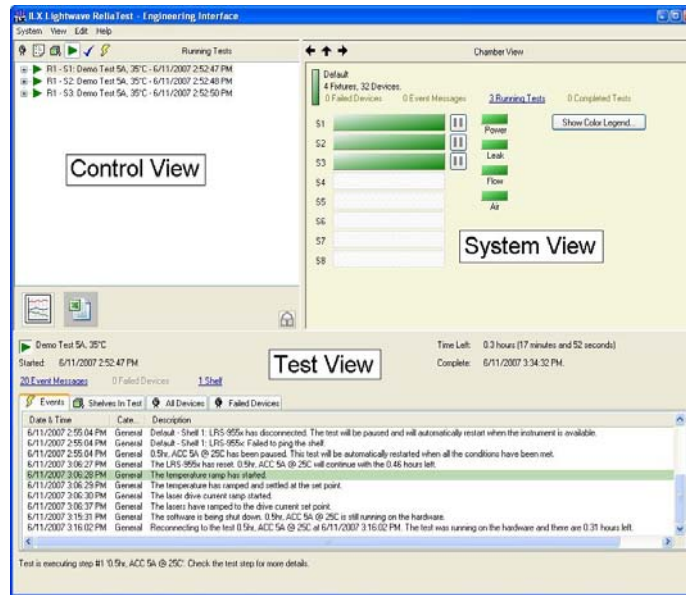 ILX Lightwave ReliaTest - Engineering Interface
System View Edit Help
Running Tests
R1 - S1: Demo Test 5A, 35°C - 6/11/2007 2:52:47 PM
R1 - S2: Demo Test 5A, 35°C - 6/11/2007 2:52:48 PM
R1 - S3: Demo Test 5A, 35°C - 6/11/2007 2:52:50 PM
Control View
Chamber View
Default
4 Fixtures, 32 Devices.
0 Failed Devices 0 Event Messages 3 Running Tests 0 Completed Tests
Show Color Legend...
S1
S2
S3
S4
S5
S6
S7
S8
Power
Leak
Flow
Air
System View
Demo Test 5A, 35°C
Started: 6/11/2007 2:52:47 PM
20 Event Messages 0 Failed Devices 1 Shelf
Test View
Time Left: 0.3 hours (17 minutes and 52 seconds)
Complete: 6/11/2007 3:34:32 PM.
Events Shelves In Test All Devices Failed Devices
Date & Time Cate... Description
6/11/2007 2:55:04 PM General Default - Shelf 1: LRS-955x has disconnected. The test will be paused and will automatically restart when the instrument is available.
6/11/2007 2:55:04 PM General Default - Shelf 1: LRS-955x: Failed to ping the shelf.
6/11/2007 2:55:04 PM General 0.5hr, ACC 5A @ 25C has been paused. This test will be automatically restarted when all the conditions have been met.
6/11/2007 3:06:27 PM General The LRS-955x has reset. 0.5hr, ACC 5A @ 25C will continue with the 0.46 hours left.
6/11/2007 3:06:28 PM General The temperature ramp has started.
6/11/2007 3:06:29 PM General The temperature has ramped and settled at the set point.
6/11/2007 3:06:30 PM General The laser drive current ramp started.
6/11/2007 3:06:37 PM General The lasers have ramped to the drive current set point.
6/11/2007 3:15:31 PM General The software is being shut down. 0.5hr, ACC 5A @ 25C is still running on the hardware.
6/11/2007 3:16:02 PM General Reconnecting to the test 0.5hr, ACC 5A @ 25C at 6/11/2007 3:16:02 PM. The test was running on the hardware and there are 0.31 hours left.
Test is executing step #1 '0.5hr, ACC 5A @ 25C'. Check the test step for more details.